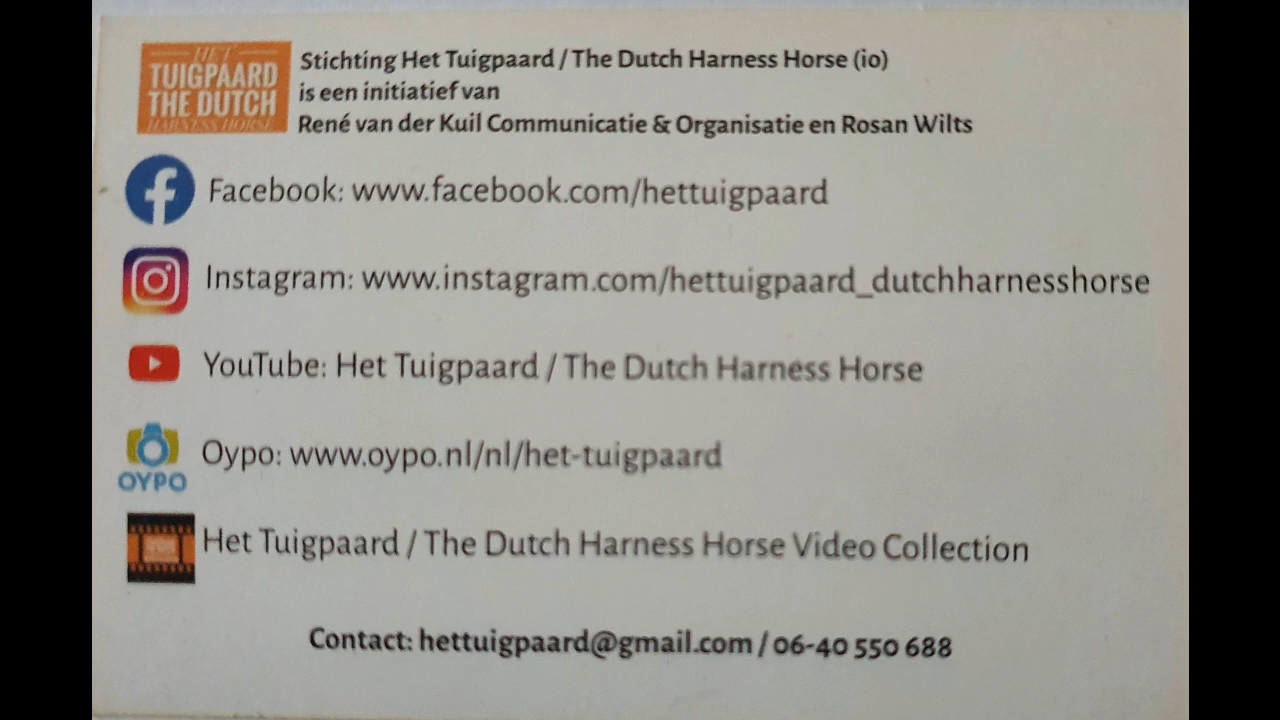 HET
TUIGPAARD
THE DUTCH
HARNESS HORSE
Stichting Het Tuigpaard / The Dutch Harness Horse (io)
is een initiatief van
René van der Kuil Communicatie & Organisatie en Rosan Wilts
Facebook: www.facebook.com/hettuigpaard
Instagram: www.instagram.com/hettuigpaard_dutchharnesshorse
YouTube: Het Tuigpaard / The Dutch Harness Horse
Oypo: www.oypo.nl/nl/het-tuigpaard
OYPO
Het Tuigpaard / The Dutch Harness Horse Video Collection
Contact: hettuigpaard@gmail.com / 06-40 550 688